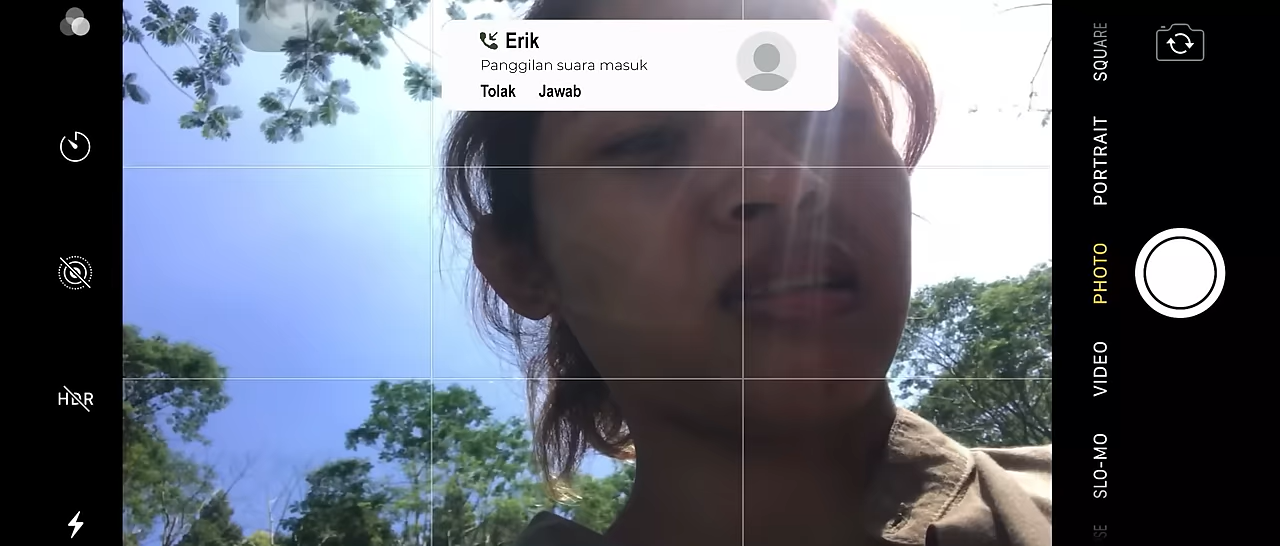 Erik
Panggilan suara masuk
Tolak Jawab
HDR
SQUARE
PORTRAIT
PHOTO
VIDEO
SLO-MO